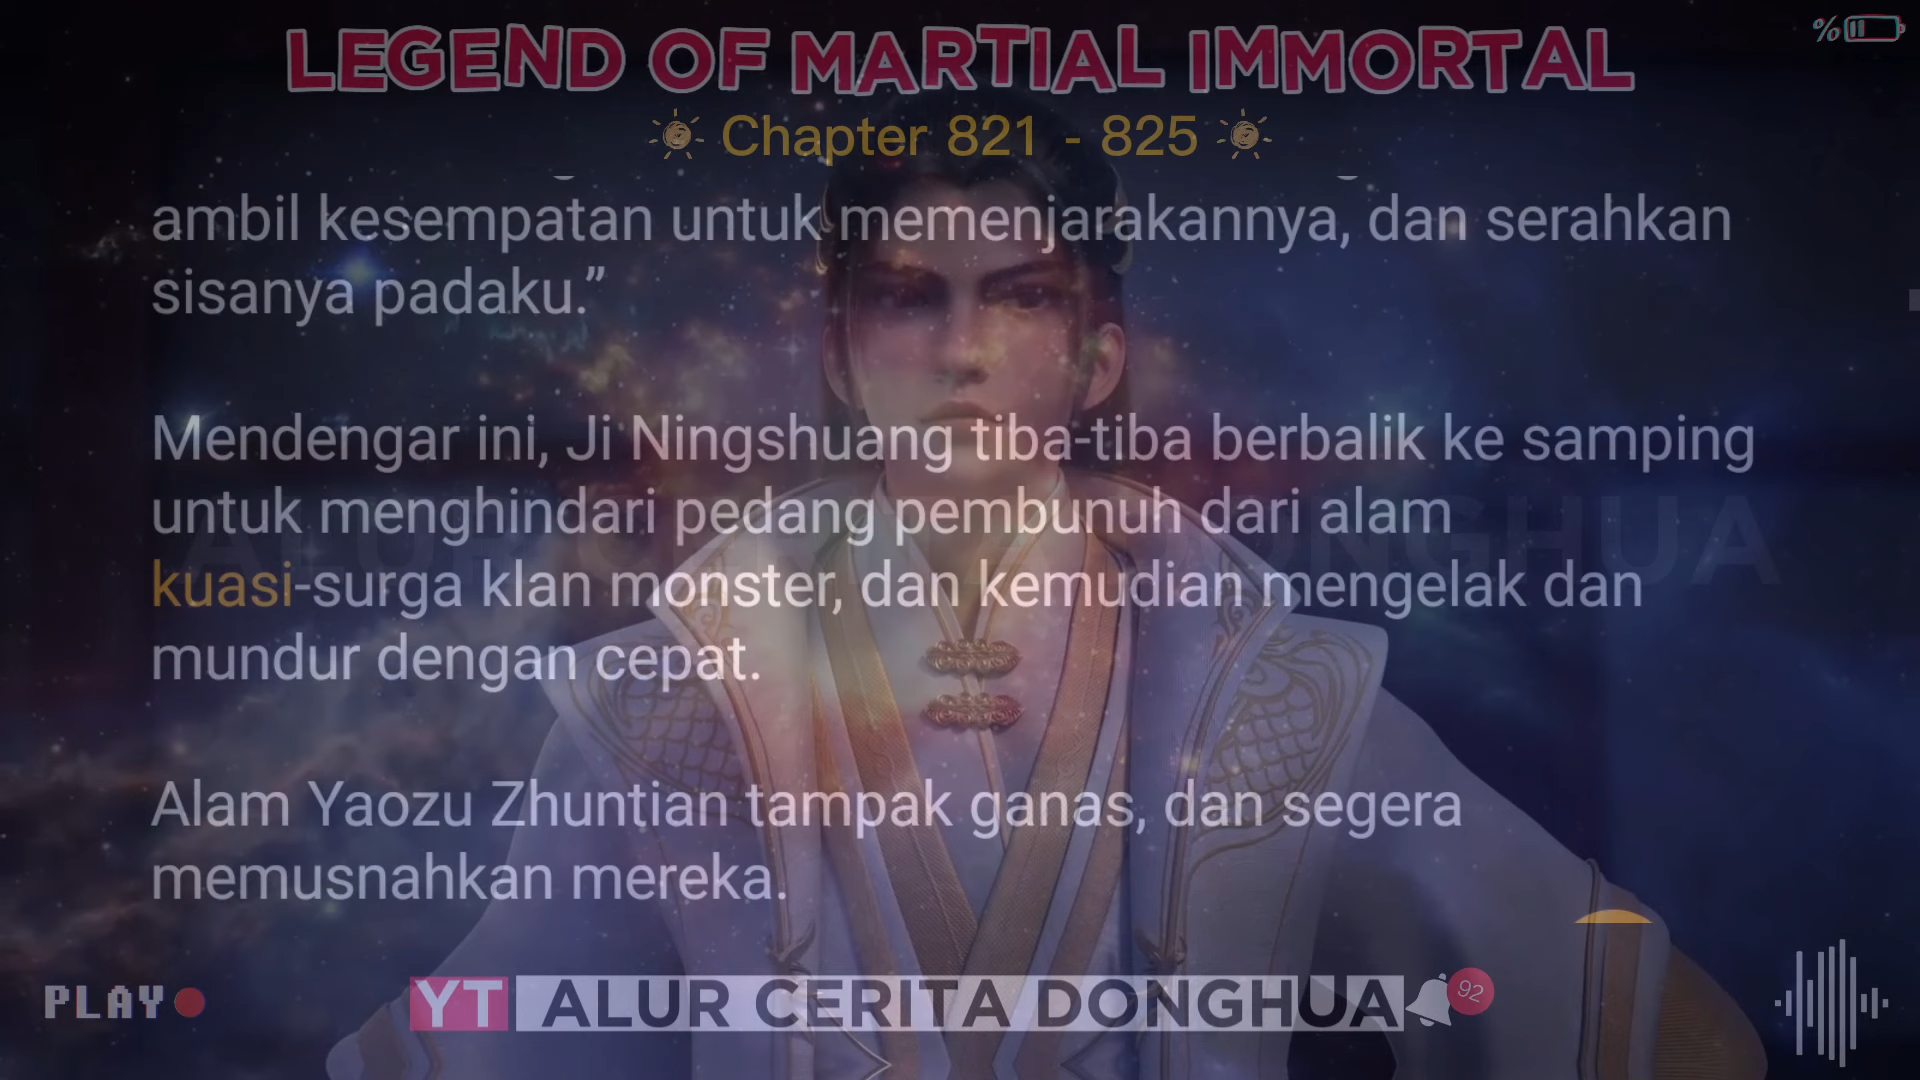 LEGEND OF MARTIAL IMMORTAL
%
Chapter 821 - 825
ambil kesempatan untuk memenjarakannya, dan serahkan
sisanya padaku.”
Mendengar ini, Ji Ningshuang tiba-tiba berbalik ke samping
untuk menghindari pedang pembunuh dari alam
kuasi-surga klan monster, dan kemudian mengelak dan
mundur dengan cepat.
Alam Yaozu Zhuntian tampak ganas, dan segera
memusnahkan mereka.
PLAY
YT ALUR CERITA DONGHUA
92